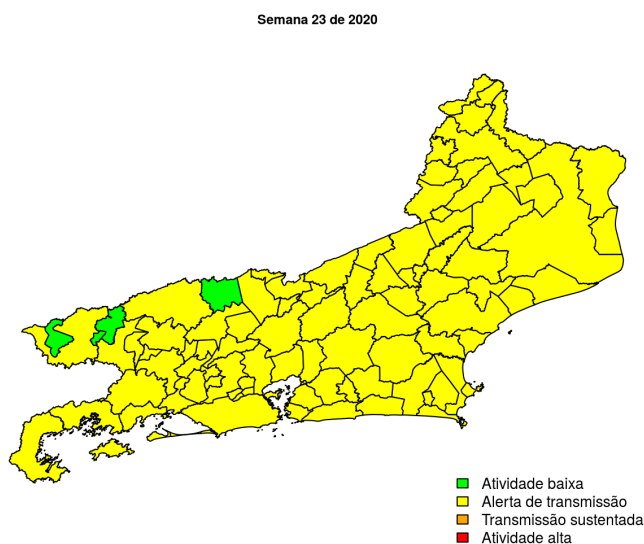 Semana 23 de 2020
Atividade baixa
Alerta de transmissão
Transmissão sustentada
Atividade alta